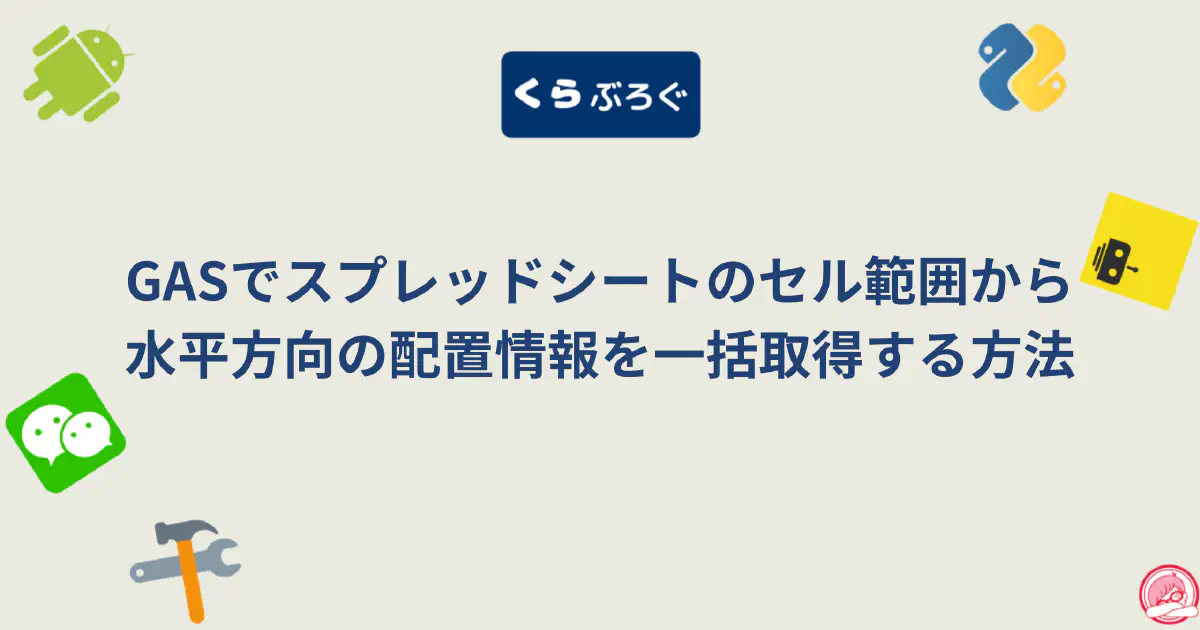 くらぶろぐ
GASでスプレッドシートのセル範囲から
水平方向の配置情報を一括取得する方法